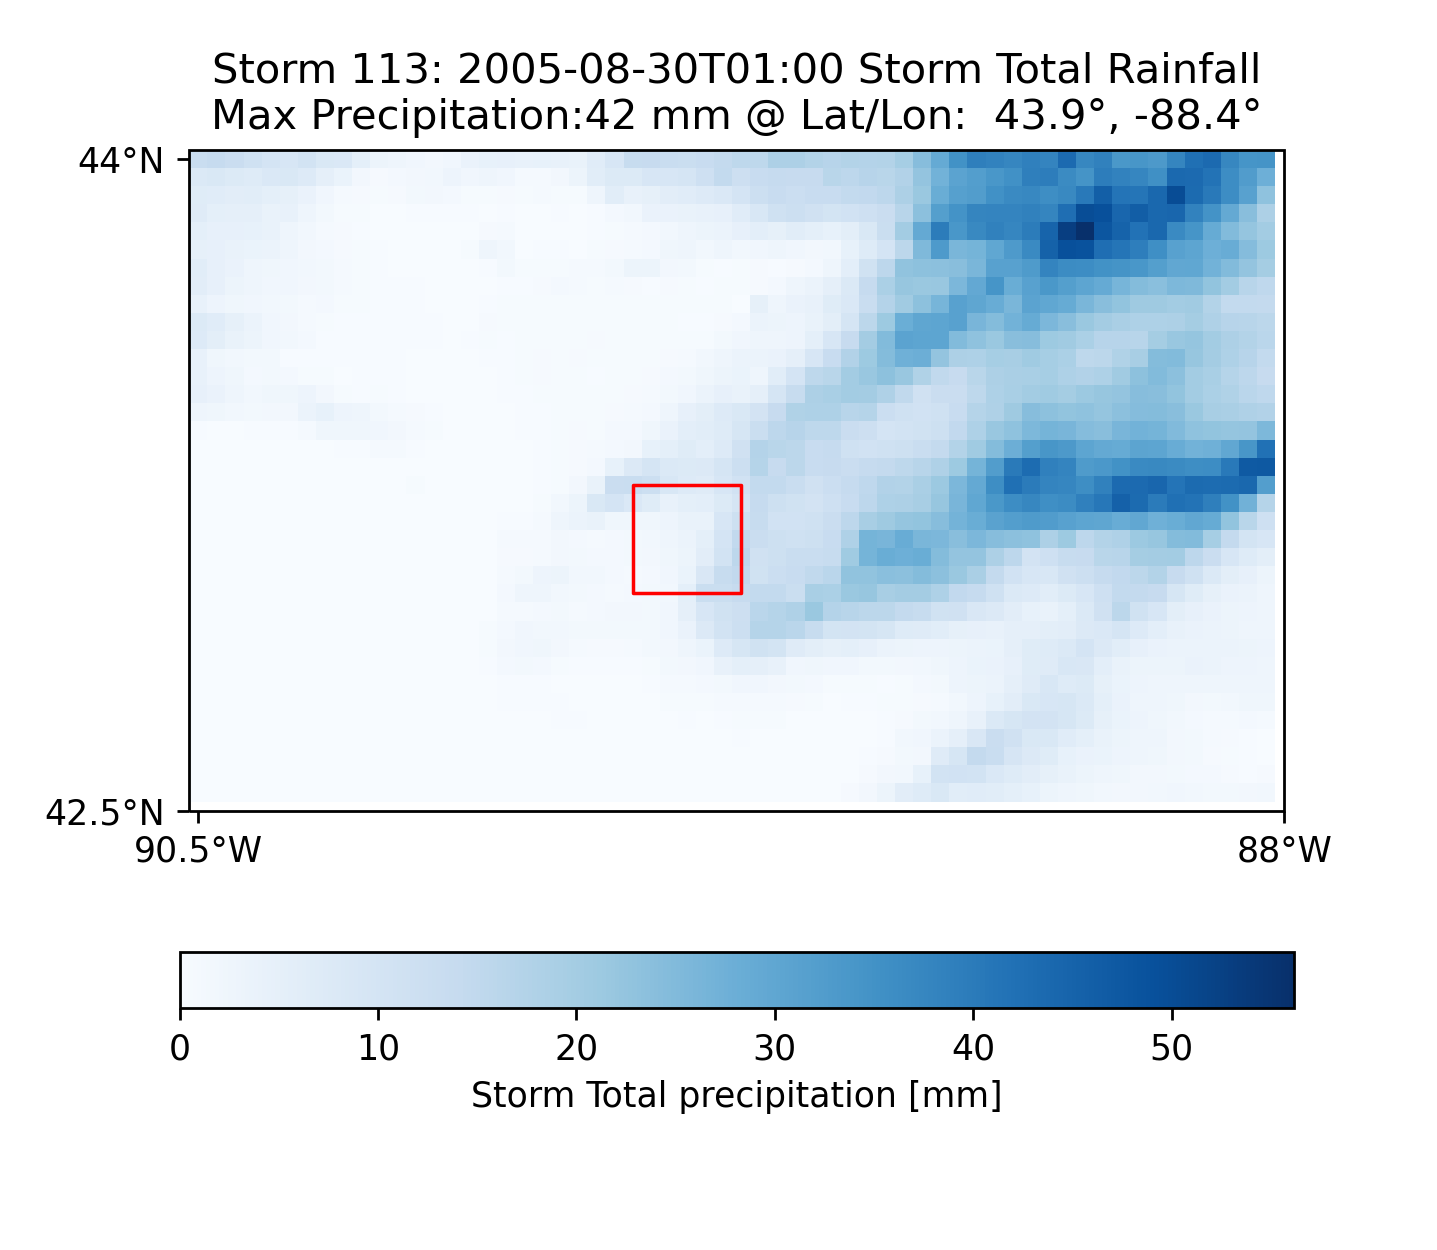 Storm 113: 2005-08-30T01:00 Storm Total Rainfall
Max Precipitation:42 mm @ Lat/Lon:  43.9°, -88.4°
44°N
42.5°N
90.5°W 88°W
0 10 20 30 40 50
Storm Total precipitation [mm]